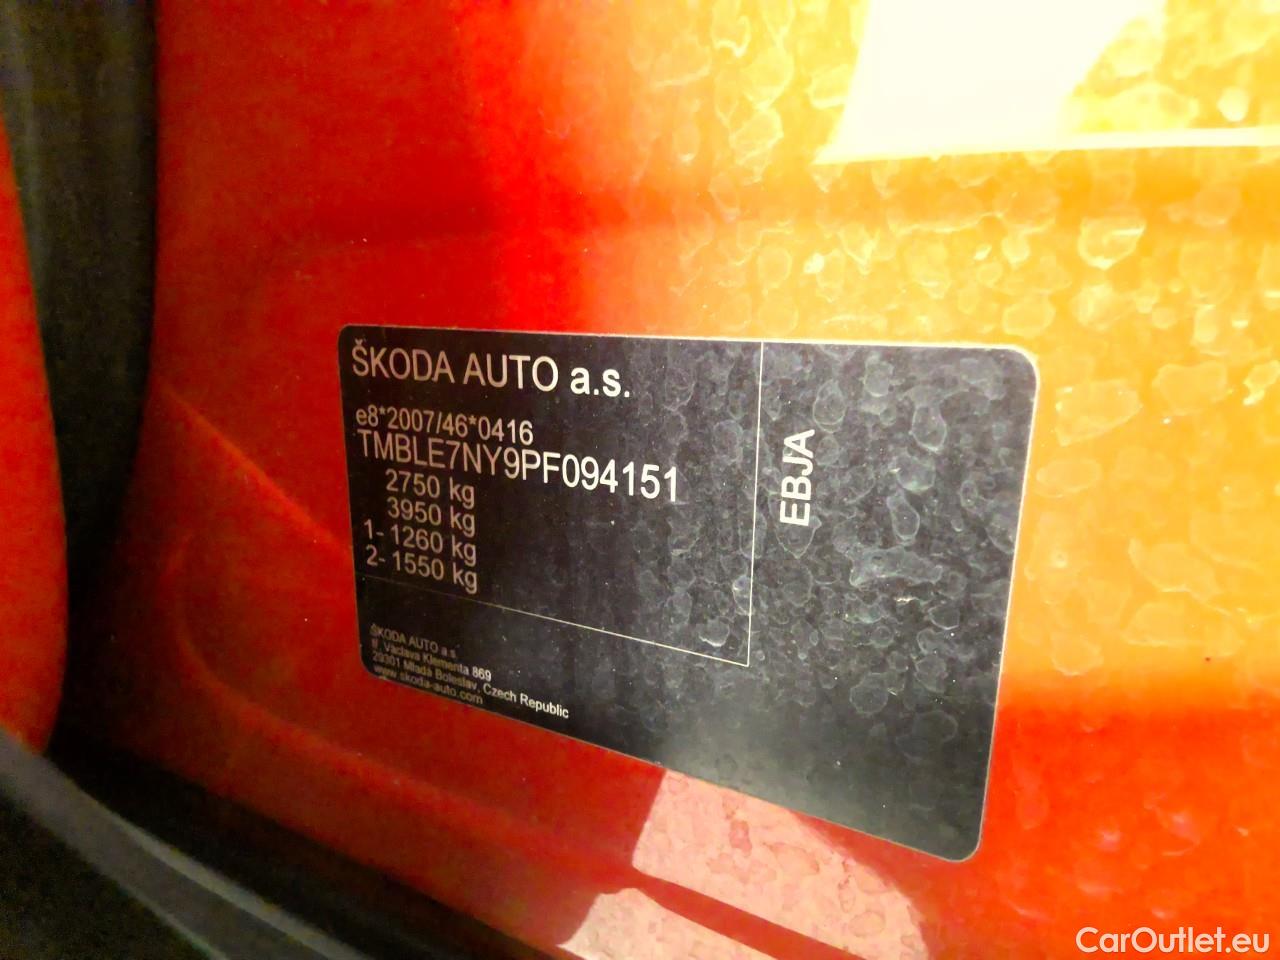 ŠKODA AUTO a.s.
e8*2007/46*0416
TMBLE7NY9PF094151
2750 kg
3950 kg
1- 1260 kg
2- 1550 kg
EBJA
ŠKODA AUTO a.s.
tř. Václava Klementa 869
29301 Mladá Boleslav, Czech Republic
www.skoda-auto.com
CarOutlet.eu